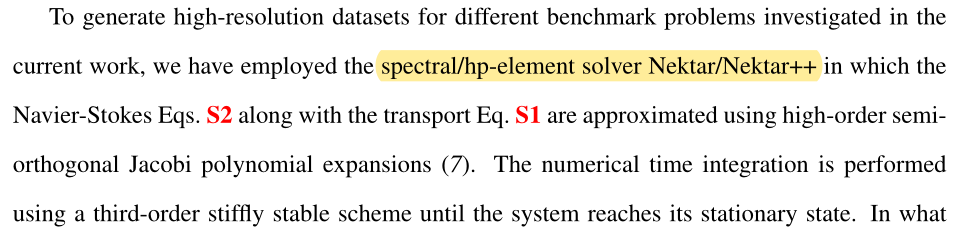 To generate high-resolution datasets for different benchmark problems investigated in the
current work, we have employed the spectral/hp-element solver Nektar/Nektar++ in which the
Navier-Stokes Eqs. S2 along with the transport Eq. S1 are approximated using high-order semi-
orthogonal Jacobi polynomial expansions (7). The numerical time integration is performed
using a third-order stiffly stable scheme until the system reaches its stationary state. In what